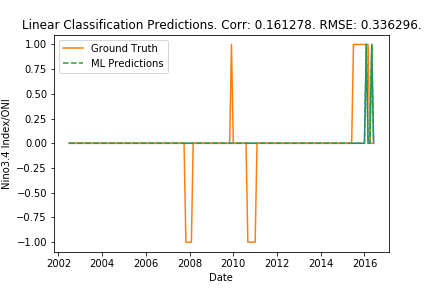 Linear Classification Predictions. Corr: 0.161278. RMSE: 0.336296.
1.00
0.75
0.50
0.25
0.00
−0.25
−0.50
−0.75
−1.00
Nino3.4 Index/ONI
Ground Truth
ML Predictions
2002 2004 2006 2008 2010 2012 2014 2016
Date